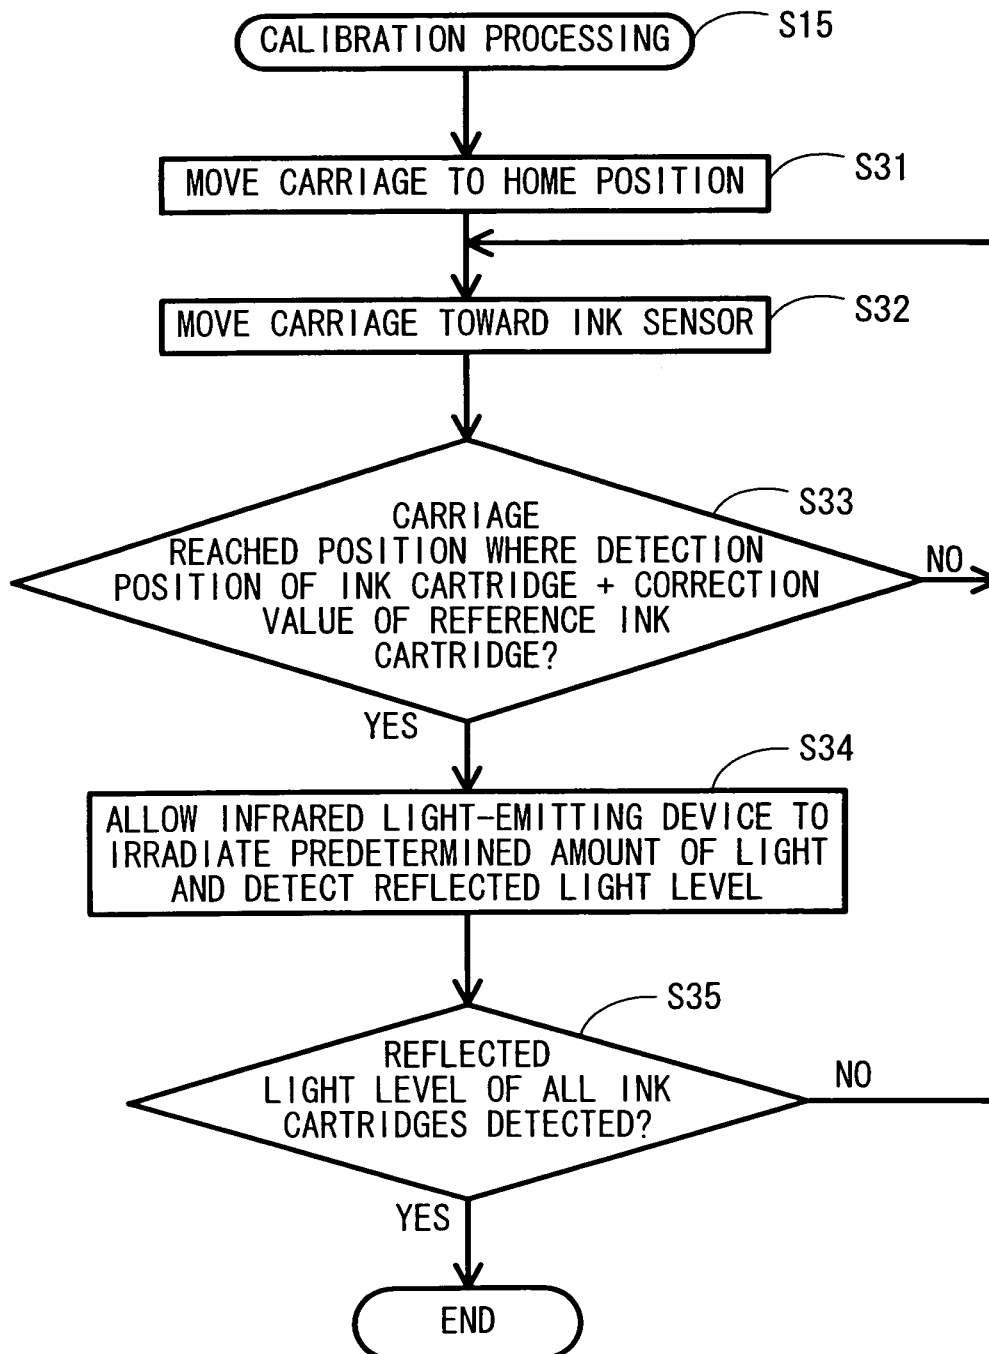 CALIBRATION PROCESSING
S15
MOVE CARRIAGE TO HOME POSITION
S31
MOVE CARRIAGE TOWARD INK SENSOR
S32
CARRIAGE
REACHED POSITION WHERE DETECTION
POSITION OF INK CARTRIDGE + CORRECTION
VALUE OF REFERENCE INK
CARTRIDGE?
S33
NO
YES
ALLOW INFRARED LIGHT-EMITTING DEVICE TO
IRRADIATE PREDETERMINED AMOUNT OF LIGHT
AND DETECT REFLECTED LIGHT LEVEL
S34
REFLECTED
LIGHT LEVEL OF ALL INK
CARTRIDGES DETECTED?
S35
NO
YES
END